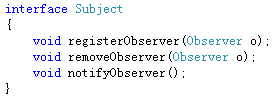 interface Subject
{
    void registerObserver(Observer o);
    void removeObserver(Observer o);
    void notifyObserver();
}